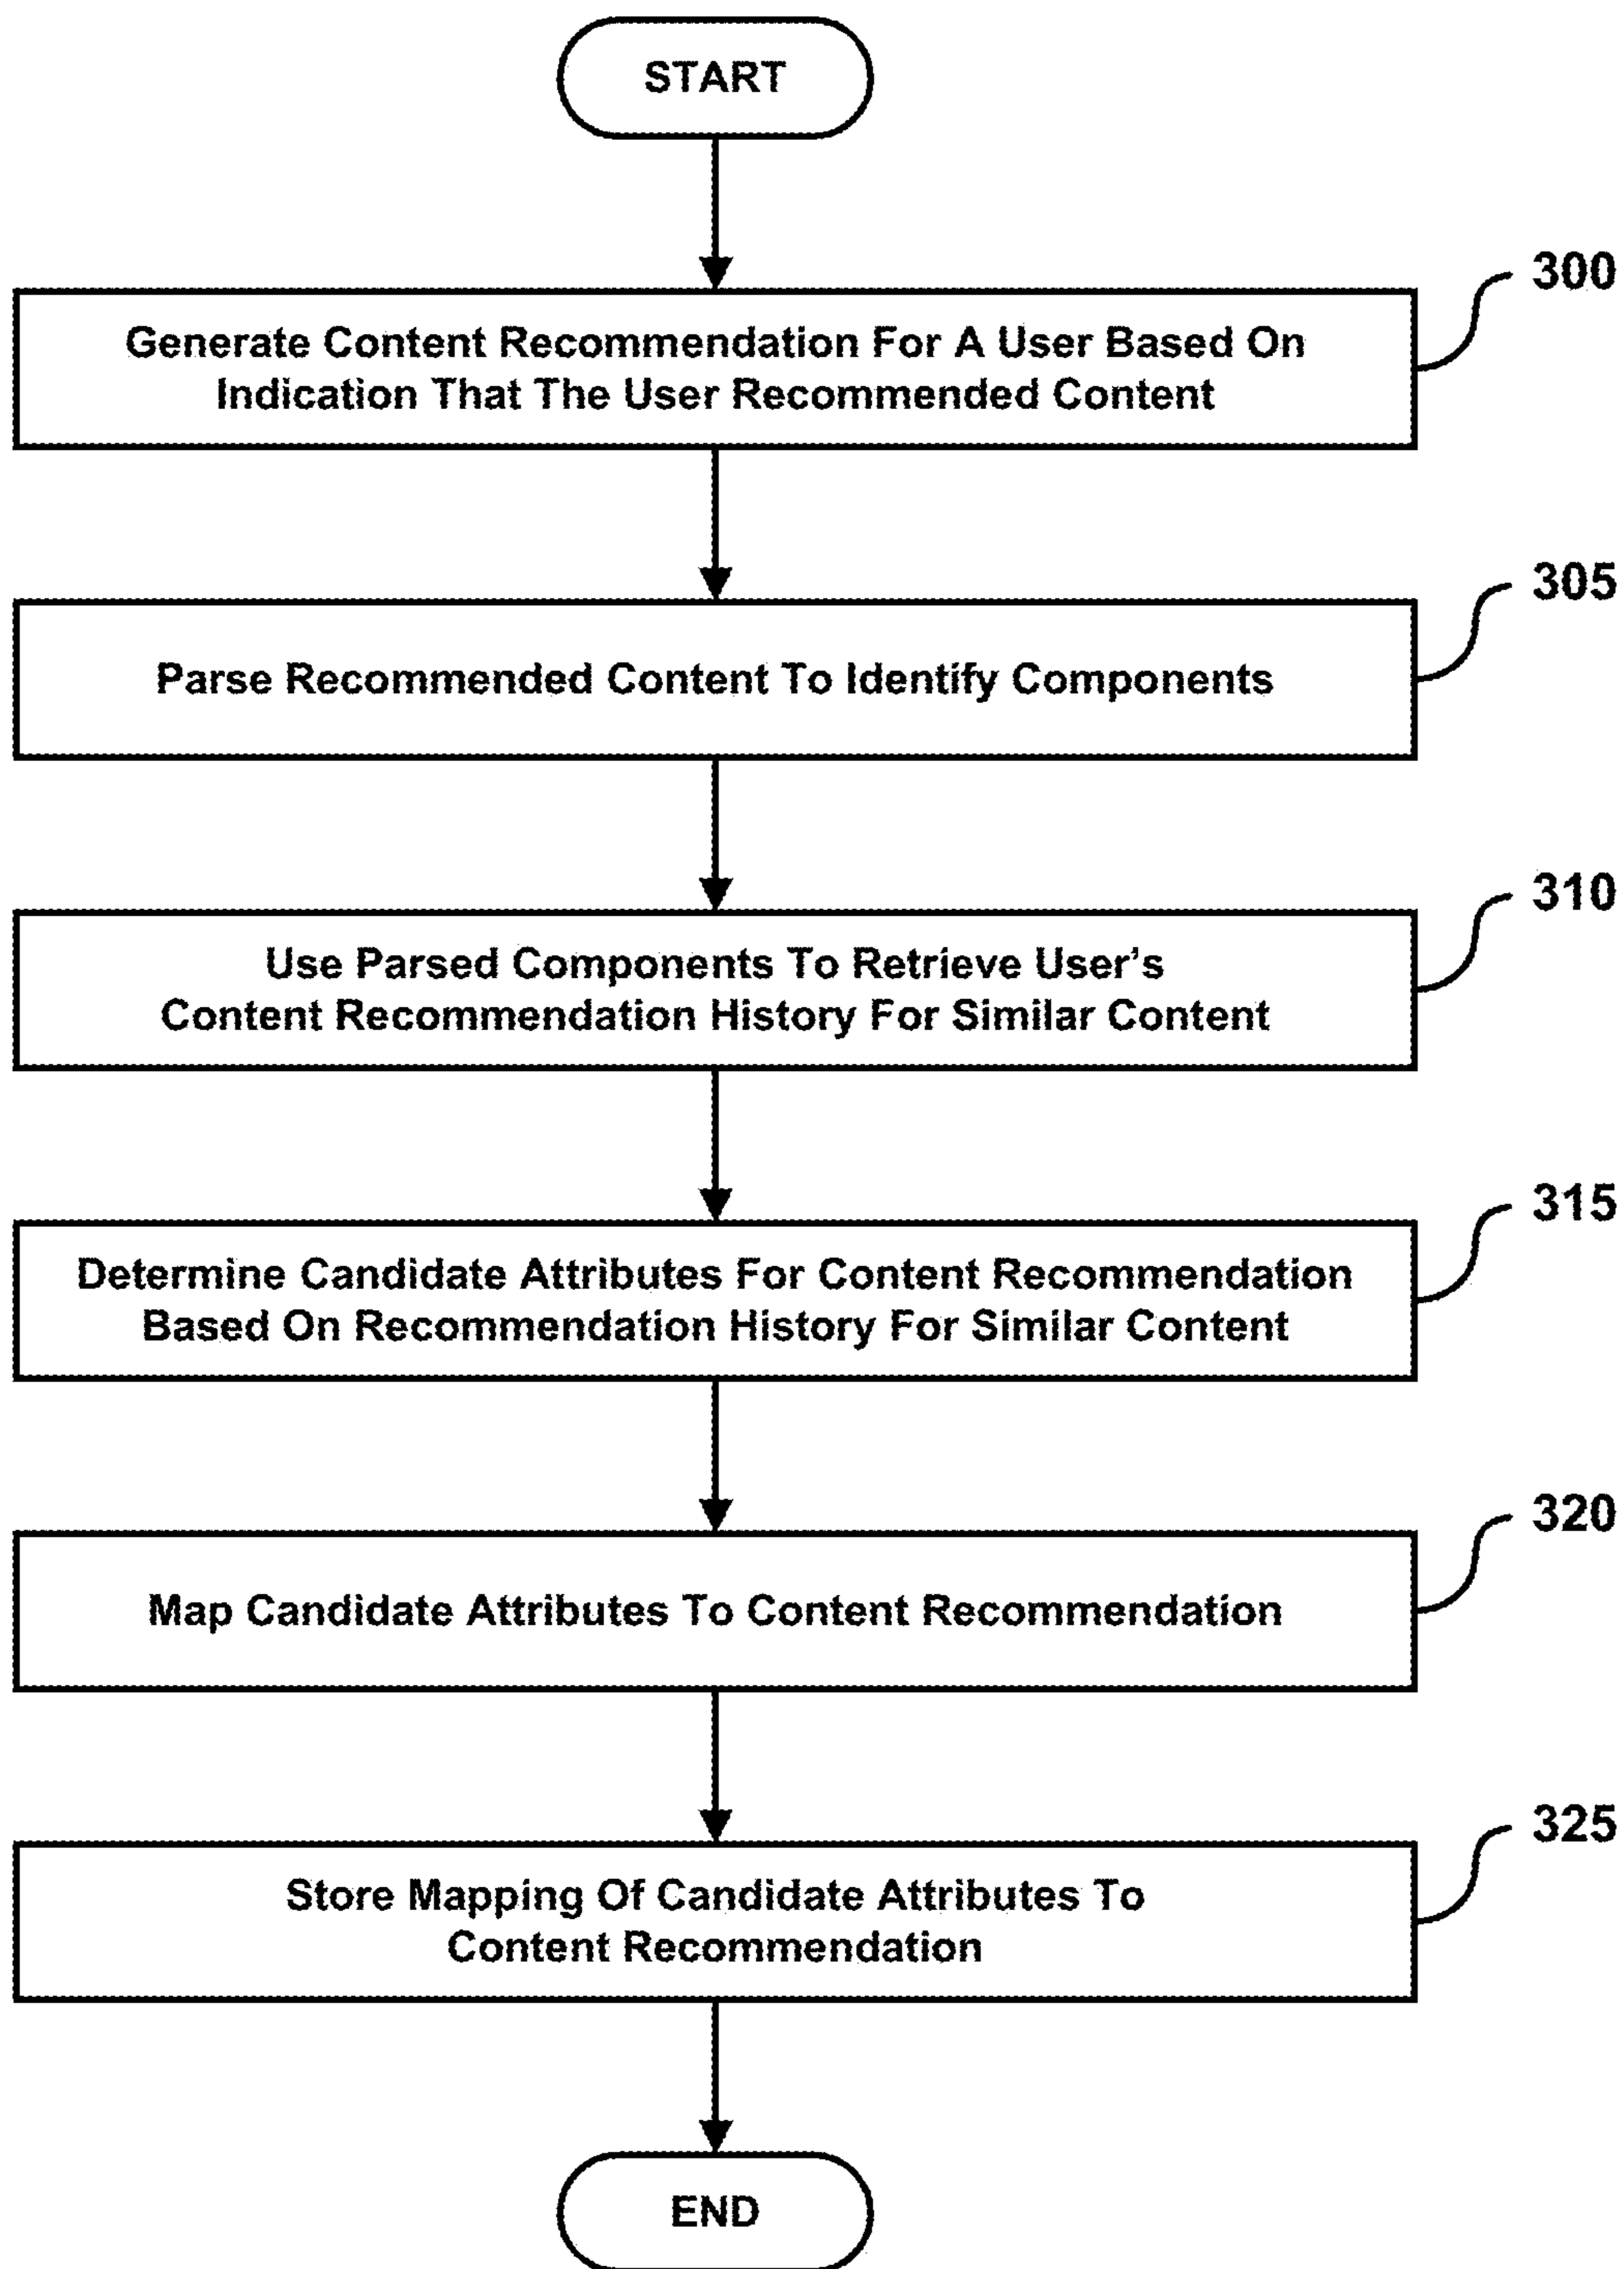 START
300
Generate Content Recommendation For A User Based On
Indication That The User Recommended Content
305
Parse Recommended Content To Identify Components
310
Use Parsed Components To Retrieve User's
Content Recommendation History For Similar Content
315
Determine Candidate Attributes For Content Recommendation
Based On Recommendation History For Similar Content
320
Map Candidate Attributes To Content Recommendation
325
Store Mapping Of Candidate Attributes To
Content Recommendation
END